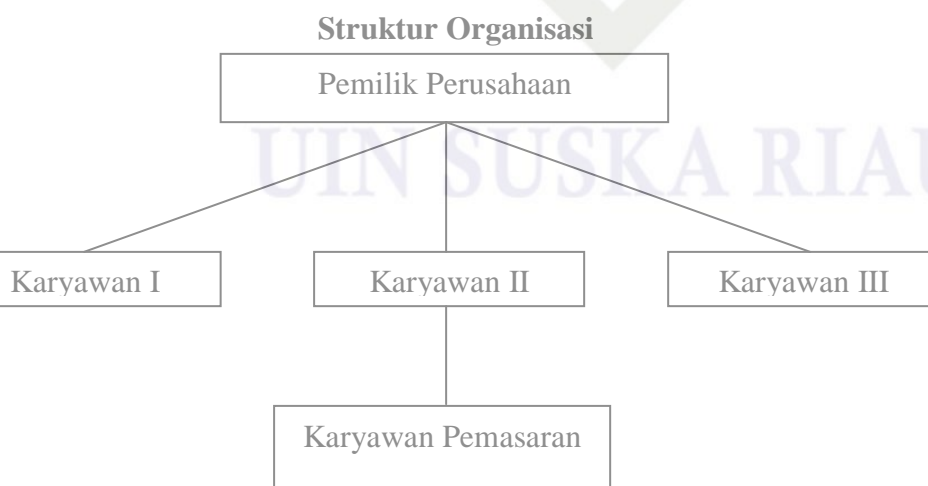 Struktur Organisasi
Pemilik Perusahaan
UIN SUSKA RIAU
Karyawan I
Karyawan II
Karyawan III
Karyawan Pemasaran